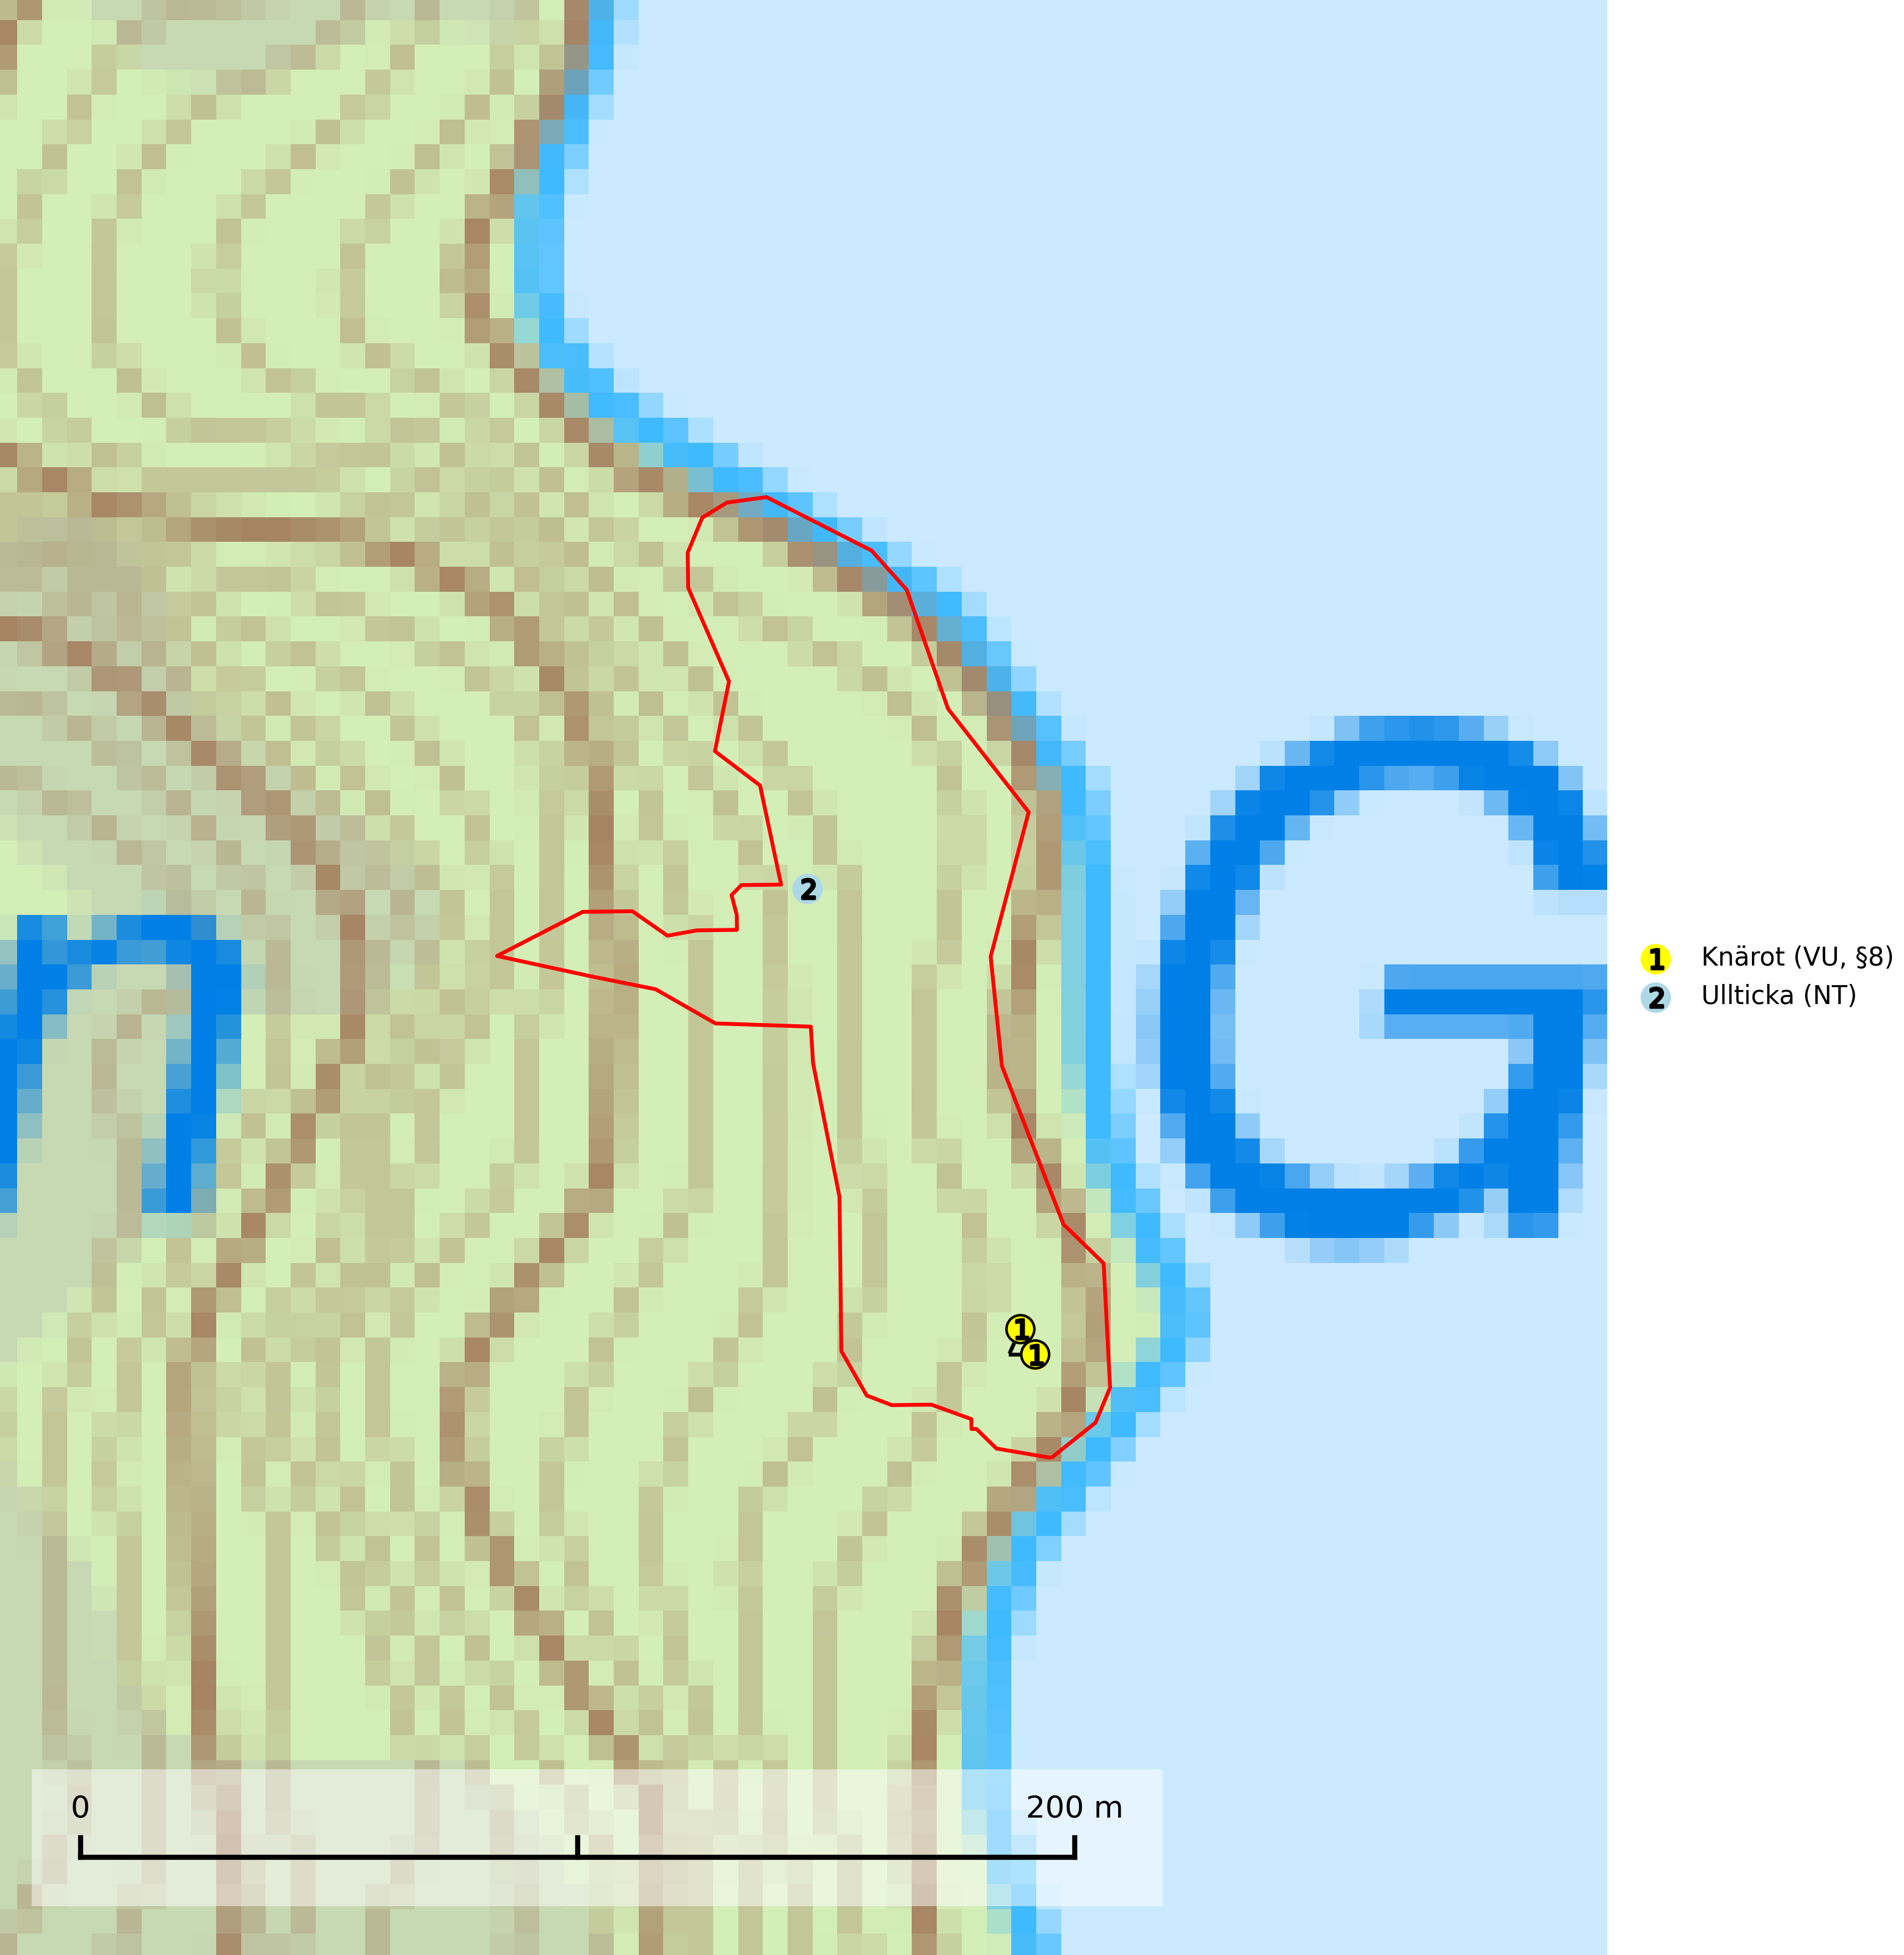 G
n
2
1
1
1 Knärot (VU, §8)
2 Ullticka (NT)
0 200 m